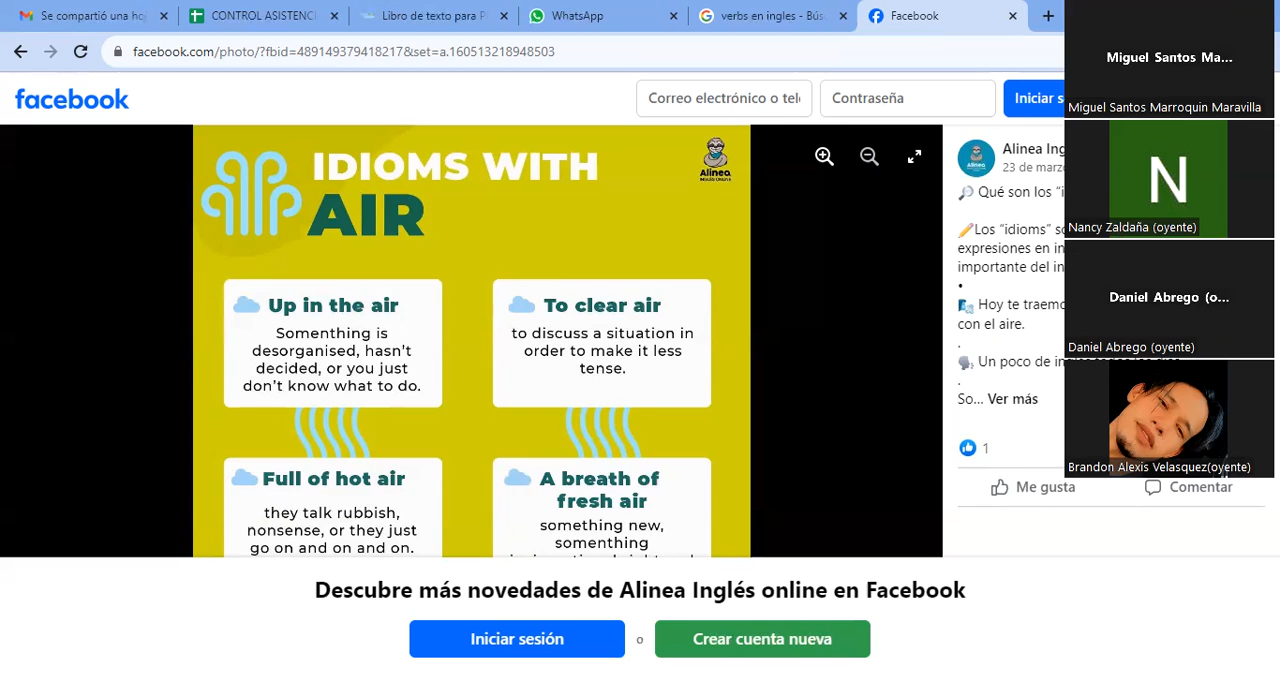 Se compartió una ho
CONTROL ASISTENCI
Libro de texto para P
WhatsApp
verbs en ingles - Bús
Facebook
facebook.com/photo/?fbid=489149379418217&set=a.160513218948503
facebook
Correo electrónico o tel
Contraseña
Iniciar s
IDIOMS WITH
AIR
Alinea
Up in the air
Somenthing is
desorganised, hasn't
decided, or you just
don't know what to do.
To clear air
to discuss a situation in
order to make it less
tense.
Full of hot air
they talk rubbish,
nonsense, or they just
go on and on and on.
A breath of
fresh air
something new,
somenthing
Alinea Ing
23 de marzo
Qué son los "i
Los "idioms" so
expresiones en in
importante del in
•
Hoy te traemo
con el aire.
.
Un poco de in
.
So... Ver más
1
Me gusta
Comentar
Miguel Santos Ma...
Miguel Santos Marroquin Maravilla
N
Nancy Zaldaña (oyente)
Daniel Abrego (o...
Daniel Abrego (oyente)
Brandon Alexis Velasquez(oyente)
Descubre más novedades de Alinea Inglés online en Facebook
Iniciar sesión
o
Crear cuenta nueva